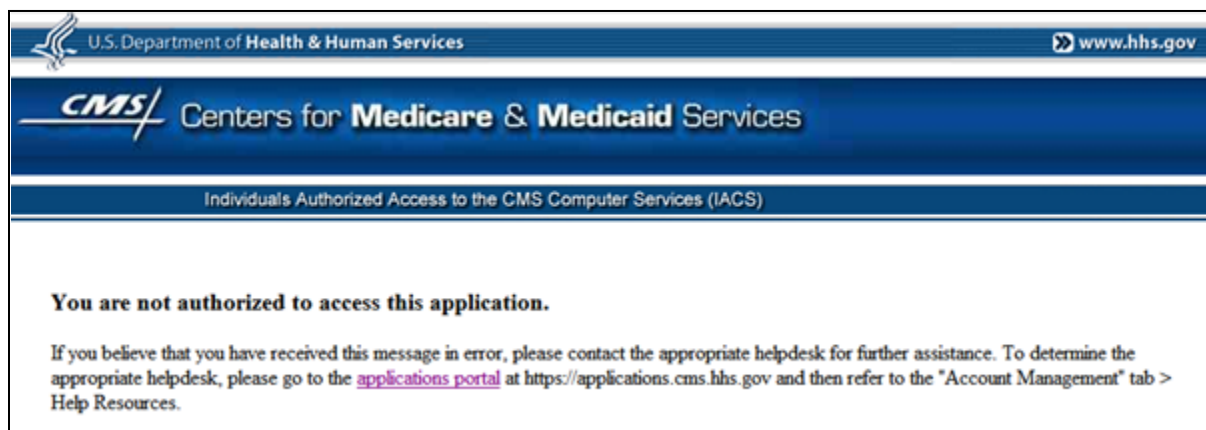 U.S. Department of Health & Human Services
www.hhs.gov
CMS Centers for Medicare & Medicaid Services
Individuals Authorized Access to the CMS Computer Services (IACS)
You are not authorized to access this application.
If you believe that you have received this message in error, please contact the appropriate helpdesk for further assistance. To determine the
appropriate helpdesk, please go to the applications portal at https://applications.cms.hhs.gov and then refer to the "Account Management" tab >
Help Resources.